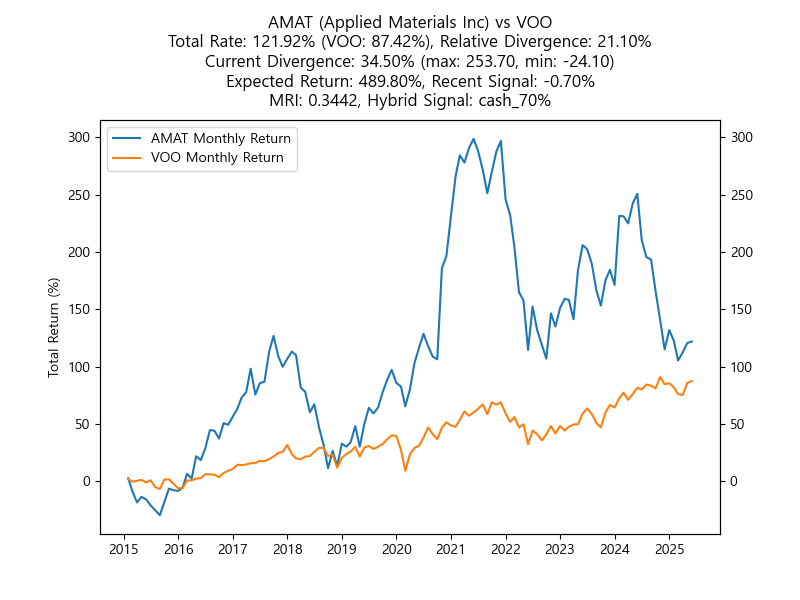 AMAT (Applied Materials Inc) vs VOO
Total Rate: 121.92% (VOO: 87.42%), Relative Divergence: 21.10%
Current Divergence: 34.50% (max: 253.70, min: -24.10)
Expected Return: 489.80%, Recent Signal: -0.70%
MRI: 0.3442, Hybrid Signal: cash_70%
AMAT Monthly Return
VOO Monthly Return
Total Return (%)
300
250
200
150
100
50
0
300
250
200
150
100
50
0
2015 2016 2017 2018 2019 2020 2021 2022 2023 2024 2025